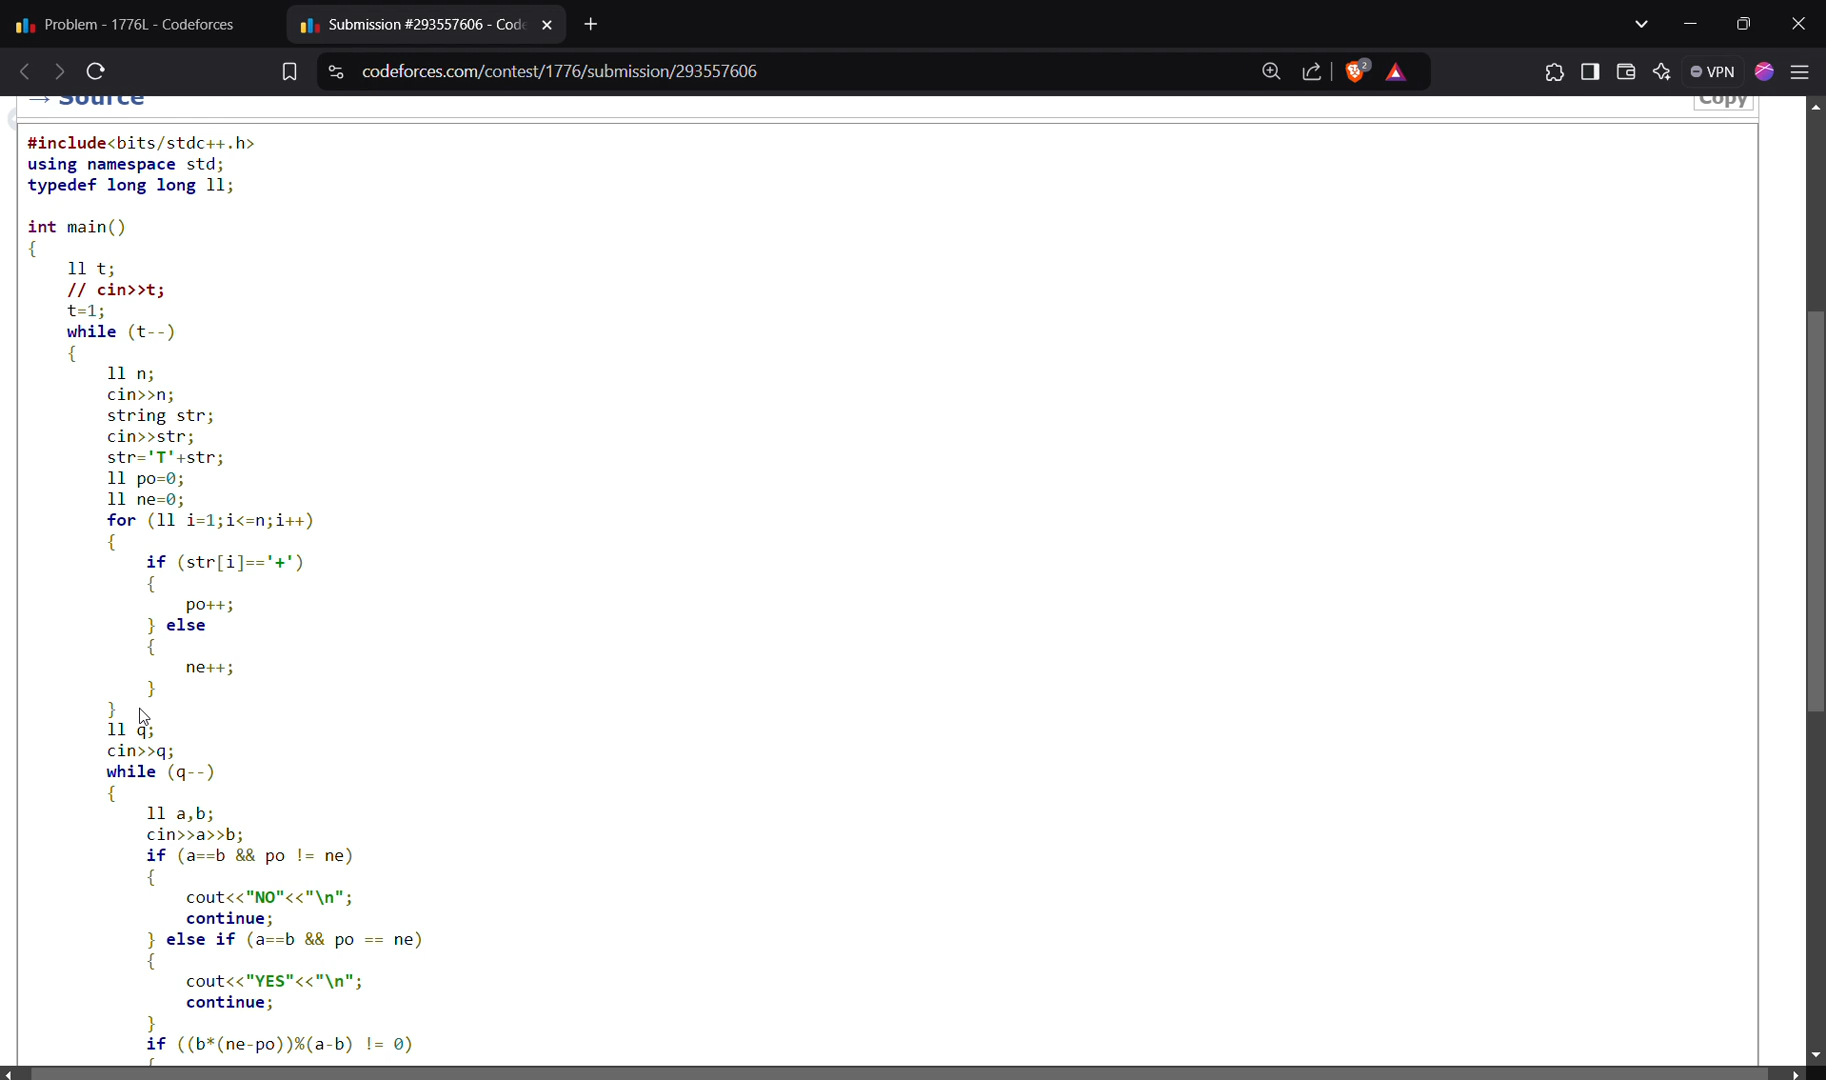 Problem - 1776L - Codeforces
Submission #293557606 - Code
codeforces.com/contest/1776/submission/293557606
2
VPN
→ Source
Copy
#include<bits/stdc++.h>
using namespace std;
typedef long long ll;
int main()
{
ll t;
// cin>>t;
t=1;
while (t--)
{
ll n;
cin>>n;
string str;
cin>>str;
str='T'+str;
ll po=0;
ll ne=0;
for (ll i=1;i<=n;i++)
{
if (str[i]=='+')
{
po++;
} else
{
ne++;
}
}
ll q;
cin>>q;
while (q--)
{
ll a,b;
cin>>a>>b;
if (a==b && po != ne)
{
cout<<"NO"<<"\n";
continue;
} else if (a==b && po == ne)
{
cout<<"YES"<<"\n";
continue;
}
if ((b*(ne-po))%(a-b) != 0)
{